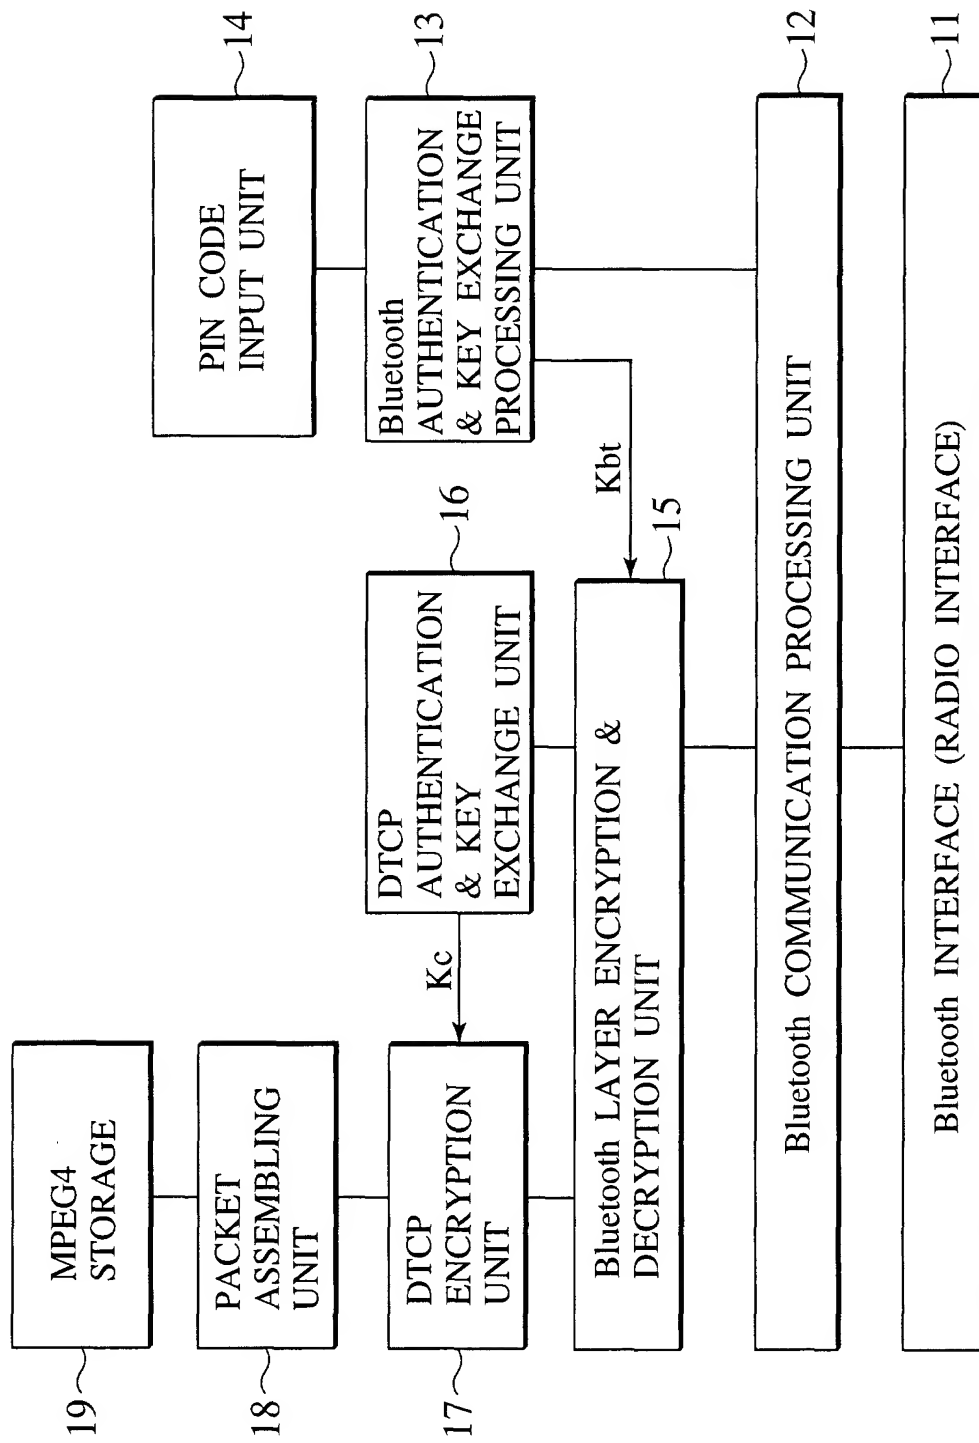 19
MPEG4
STORAGE
18
PACKET
ASSEMBLING
UNIT
17
DTCP
ENCRYPTION
UNIT
Kc
DTCP
AUTHENTICATION
& KEY
EXCHANGE UNIT
16
PIN CODE
INPUT UNIT
14
Bluetooth
AUTHENTICATION
& KEY EXCHANGE
PROCESSING UNIT
13
Kbt
Bluetooth LAYER ENCRYPTION &
DECRYPTION UNIT
15
Bluetooth COMMUNICATION PROCESSING UNIT
12
Bluetooth INTERFACE (RADIO INTERFACE)
11